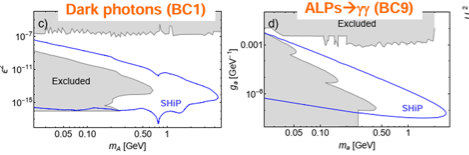 c) Dark photons (BC1)
10⁻⁷
10⁻¹¹
10⁻¹⁵
Excluded
SHiP
0.05 0.10 0.50 1
m_A [GeV]
d) ALPs→γγ (BC9)
Excluded
0.001
10⁻⁶
g_a [GeV⁻¹]
SHiP
0.05 0.10 0.50 1
m_a [GeV]